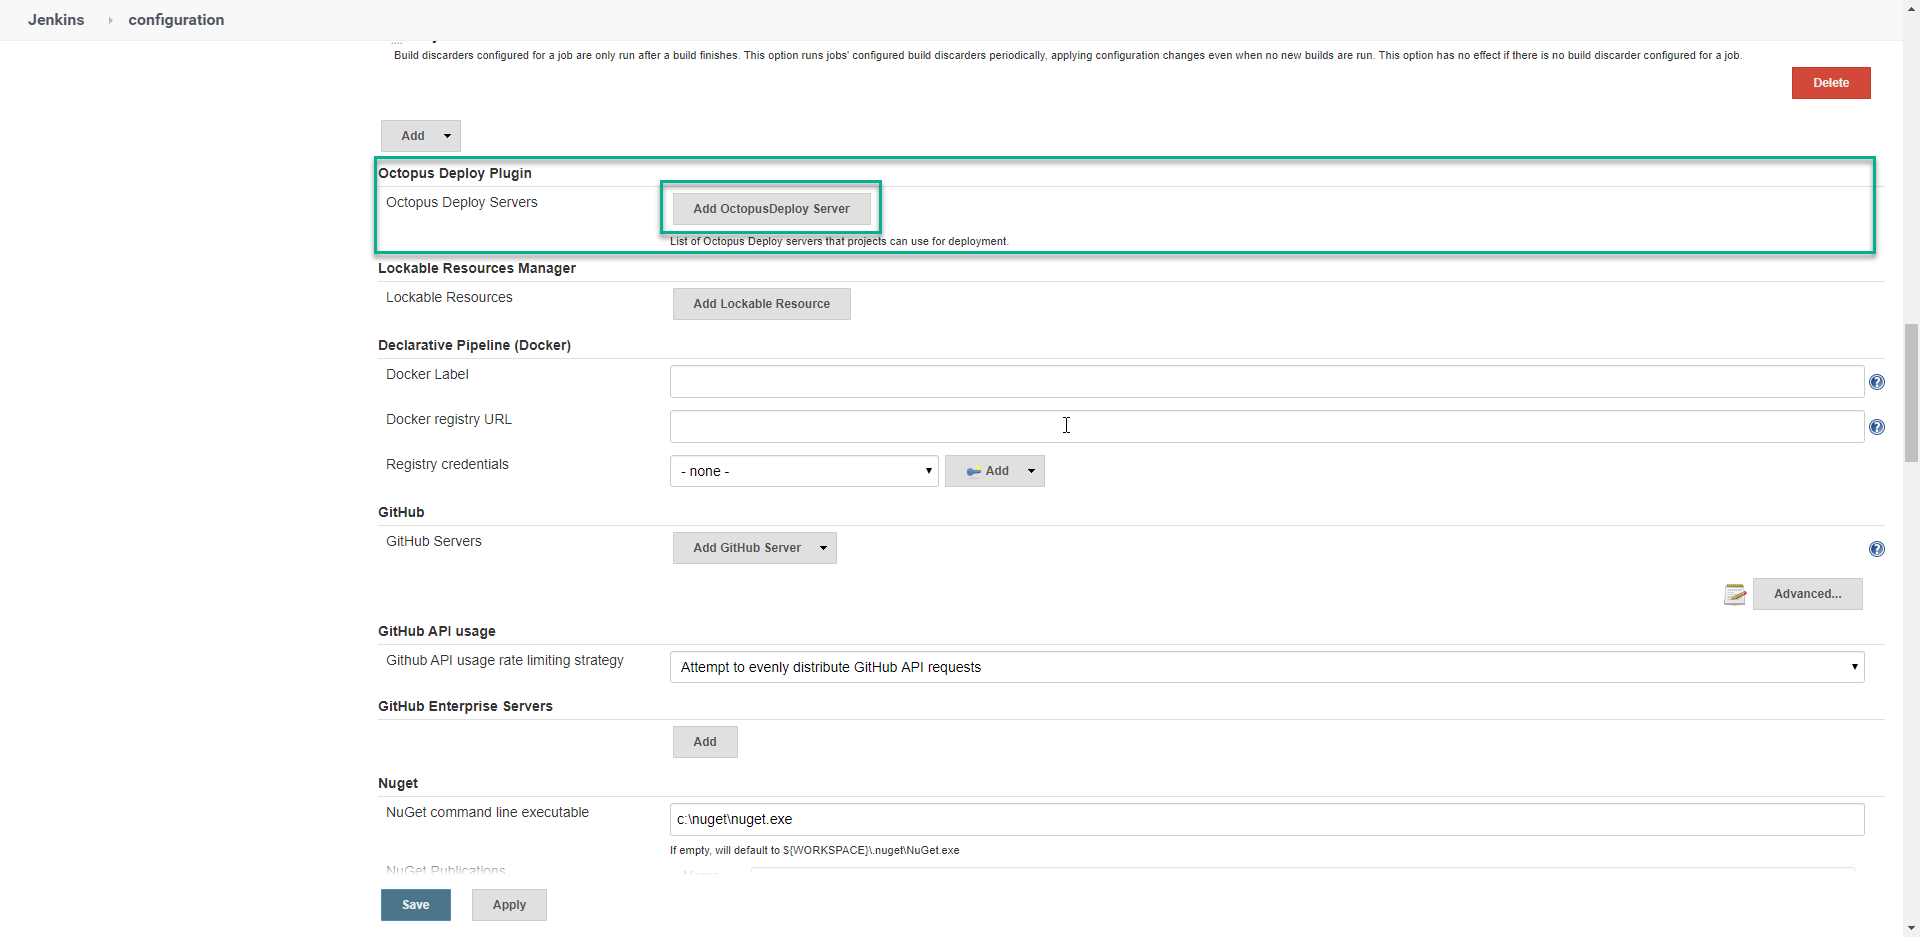 Jenkins configuration
Build discarders configured for a job are only run after a build finishes. This option runs jobs' configured build discarders periodically, applying configuration changes even when no new builds are run. This option has no effect if there is no build discarder configured for a job.
Delete
Add
Octopus Deploy Plugin
Octopus Deploy Servers
Add OctopusDeploy Server
List of Octopus Deploy servers that projects can use for deployment.
Lockable Resources Manager
Lockable Resources
Add Lockable Resource
Declarative Pipeline (Docker)
Docker Label
Docker registry URL
Registry credentials
- none -
Add
GitHub
GitHub Servers
Add GitHub Server
Advanced...
GitHub API usage
Github API usage rate limiting strategy
Attempt to evenly distribute GitHub API requests
GitHub Enterprise Servers
Add
Nuget
NuGet command line executable
c:\nuget\nuget.exe
If empty, will default to ${WORKSPACE}\.nuget\NuGet.exe
NuGet Publications
Name
Save
Apply